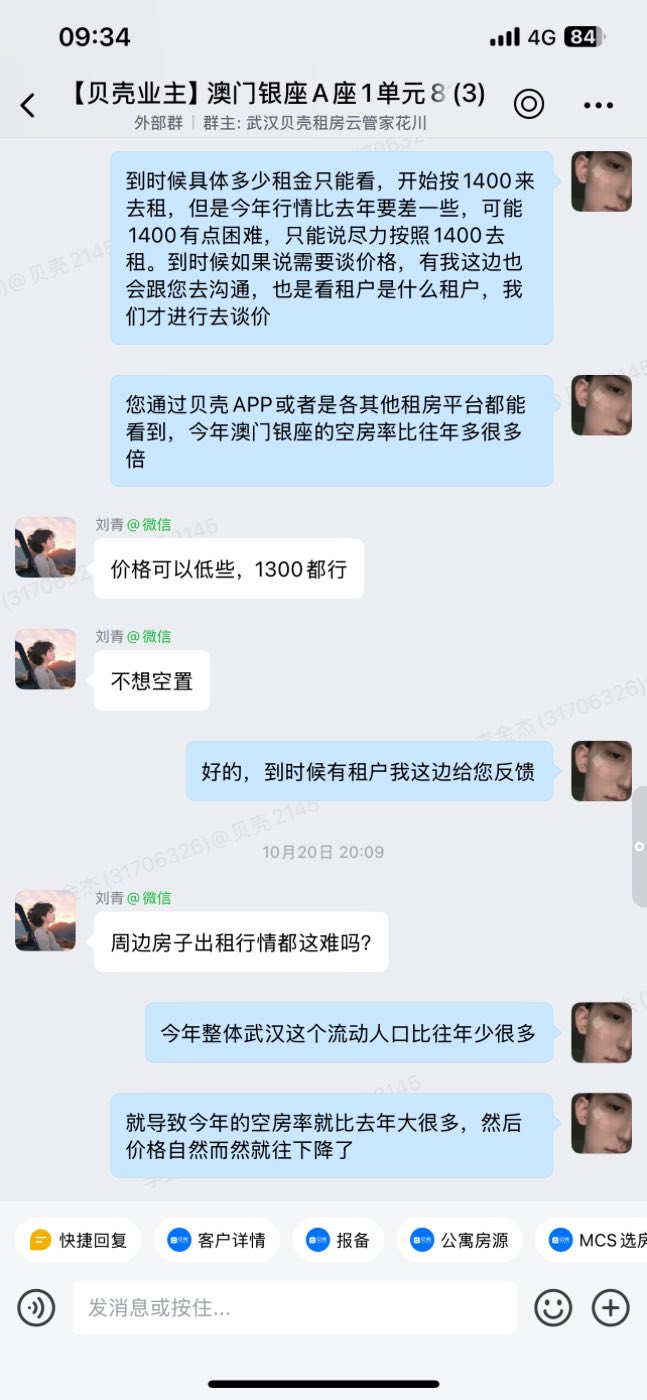 09:34
4G 84
【贝壳业主】澳门银座A座1单元8 (3)
外部群 | 群主: 武汉贝壳租房云管家花川
到时候具体多少租金只能看，开始按1400来
去租，但是今年行情比去年要差一些，可能
1400有点困难，只能说尽力按照1400去
租。到时候如果说需要谈价格，有我这边也
会跟您去沟通，也是看租户是什么租户，我
们才进行去谈价
您通过贝壳APP或者是各其他租房平台都能
看到，今年澳门银座的空房率比往年多很多
倍
刘青@微信
价格可以低些，1300都行
刘青@微信
不想空置
好的，到时候有租户我这边给您反馈
10月20日 20:09
刘青@微信
周边房子出租行情都这难吗?
今年整体武汉这个流动人口比往年少很多
就导致今年的空房率就比去年大很多，然后
价格自然而然就往下降了
快捷回复 客户详情 报备 公寓房源 MCS选房
发消息或按住...